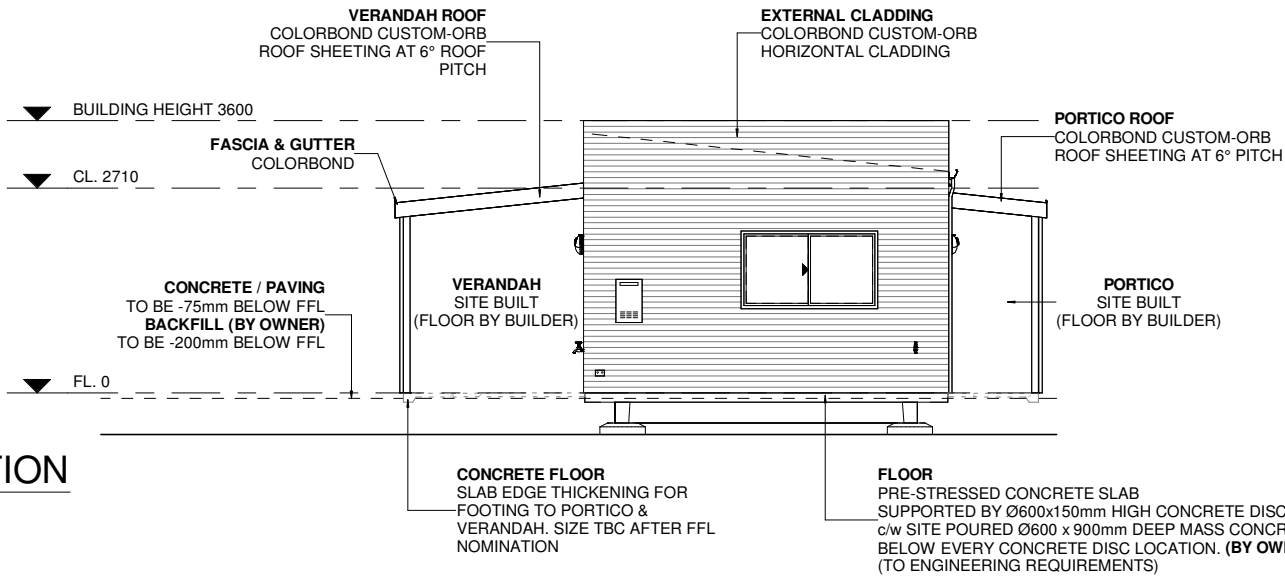 VERANDAH ROOF
COLORBOND CUSTOM-ORB
ROOF SHEETING AT 6° ROOF
PITCH
EXTERNAL CLADDING
COLORBOND CUSTOM-ORB
HORIZONTAL CLADDING
BUILDING HEIGHT 3600
PORTICO ROOF
COLORBOND CUSTOM-ORB
ROOF SHEETING AT 6° PITCH
FASCIA & GUTTER
COLORBOND
CL. 2710
CONCRETE / PAVING
TO BE -75mm BELOW FFL
BACKFILL (BY OWNER)
TO BE -200mm BELOW FFL
VERANDAH
SITE BUILT
(FLOOR BY BUILDER)
PORTICO
SITE BUILT
(FLOOR BY BUILDER)
FL. 0
CONCRETE FLOOR
SLAB EDGE THICKENING FOR
FOOTING TO PORTICO &
VERANDAH. SIZE TBC AFTER FFL
NOMINATION
FLOOR
PRE-STRESSED CONCRETE SLAB
SUPPORTED BY Ø600x150mm HIGH CONCRETE DISC
c/w SITE POURED Ø600 x 900mm DEEP MASS CONCR
BELOW EVERY CONCRETE DISC LOCATION. (BY OW
(TO ENGINEERING REQUIREMENTS)
TION